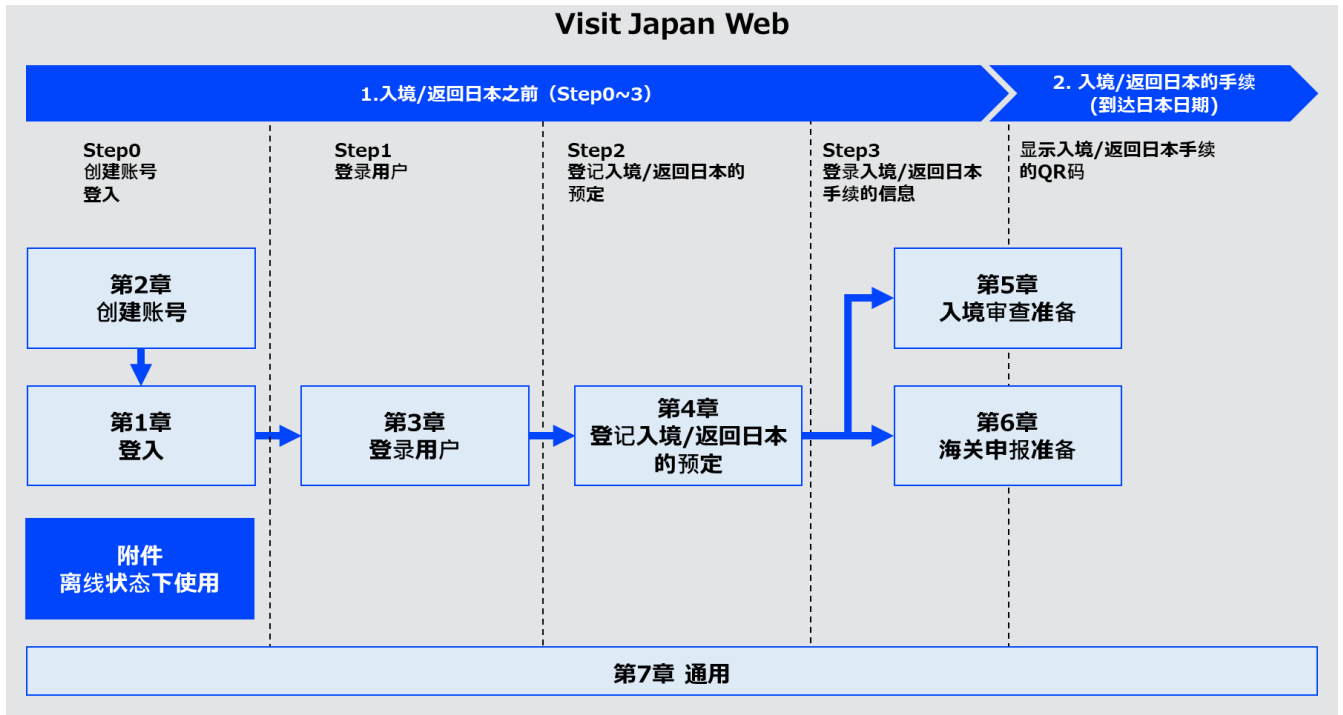 Visit Japan Web
1.入境/返回日本之前（Step0~3）
2. 入境/返回日本的手续
(到达日本日期)
Step0
创建账号
登入
Step1
登录用户
Step2
登记入境/返回日本的
预定
Step3
登录入境/返回日本
手续的信息
显示入境/返回日本手续
的QR码
第2章
创建账号
第5章
入境审查准备
第1章
登入
第3章
登录用户
第4章
登记入境/返回日本
的预定
第6章
海关申报准备
附件
离线状态下使用
第7章 通用